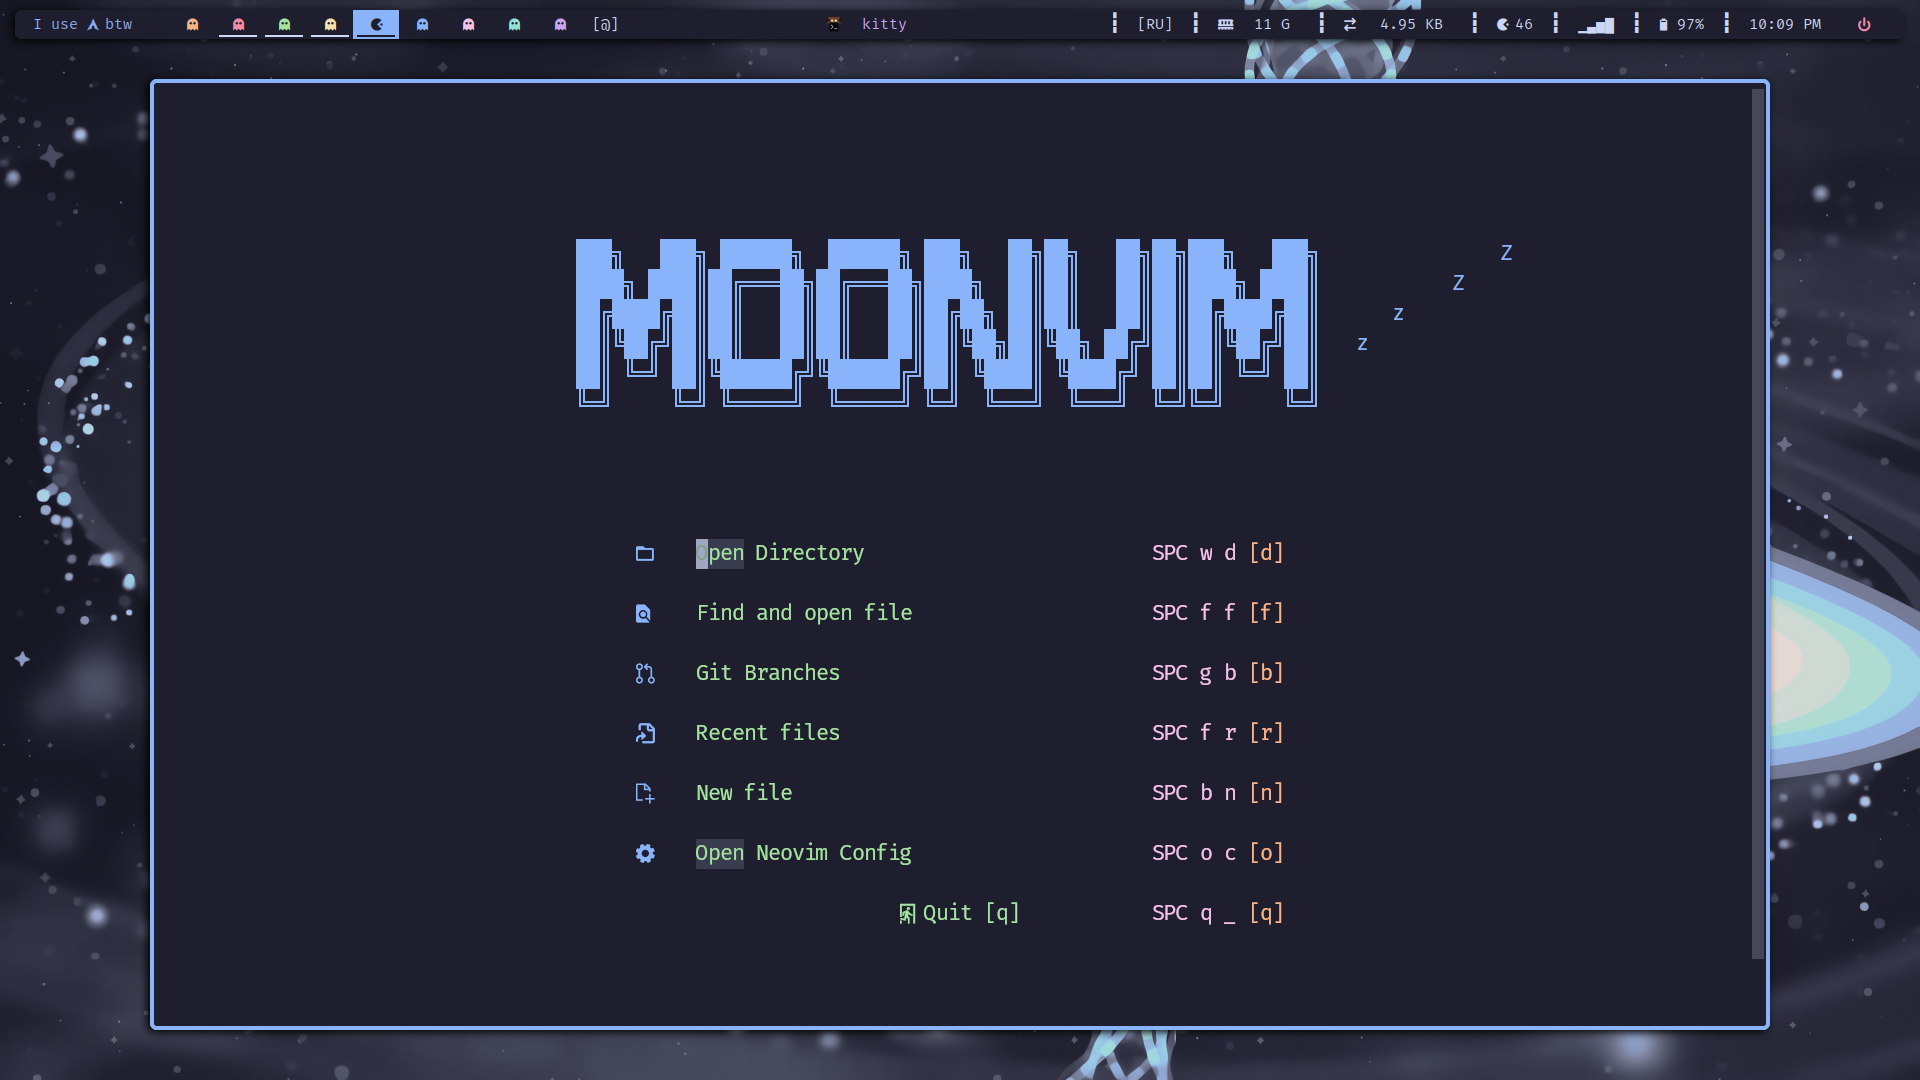 I use btw [a] kitty [RU] 11 G 4.95 KB 46 97% 10:09 PM
MOONVIM
Z
Z
z
z
Open Directory SPC w d [d]
Find and open file SPC f f [f]
Git Branches SPC g b [b]
Recent files SPC f r [r]
New file SPC b n [n]
Open Neovim Config SPC o c [o]
Quit [q] SPC q _ [q]